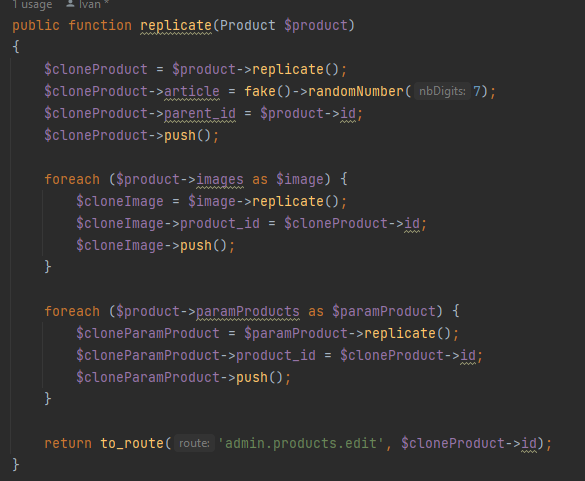 1 usage   Ivan *
public function replicate(Product $product)
{
    $cloneProduct = $product->replicate();
    $cloneProduct->article = fake()->randomNumber( nbDigits: 7);
    $cloneProduct->parent_id = $product->id;
    $cloneProduct->push();

    foreach ($product->images as $image) {
        $cloneImage = $image->replicate();
        $cloneImage->product_id = $cloneProduct->id;
        $cloneImage->push();
    }

    foreach ($product->paramProducts as $paramProduct) {
        $cloneParamProduct = $paramProduct->replicate();
        $cloneParamProduct->product_id = $cloneProduct->id;
        $cloneParamProduct->push();
    }

    return to_route( route: 'admin.products.edit', $cloneProduct->id);
}